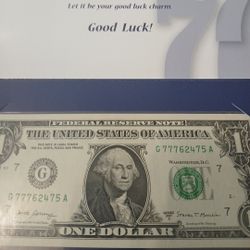 Let it be your good luck charm.
Good Luck!
77
FEDERAL RESERVE NOTE
THE UNITED STATES OF AMERICA
G 77762475 A
WASHINGTON, D.C.
7 7
G
G 77762475 A
7 7
ONE DOLLAR